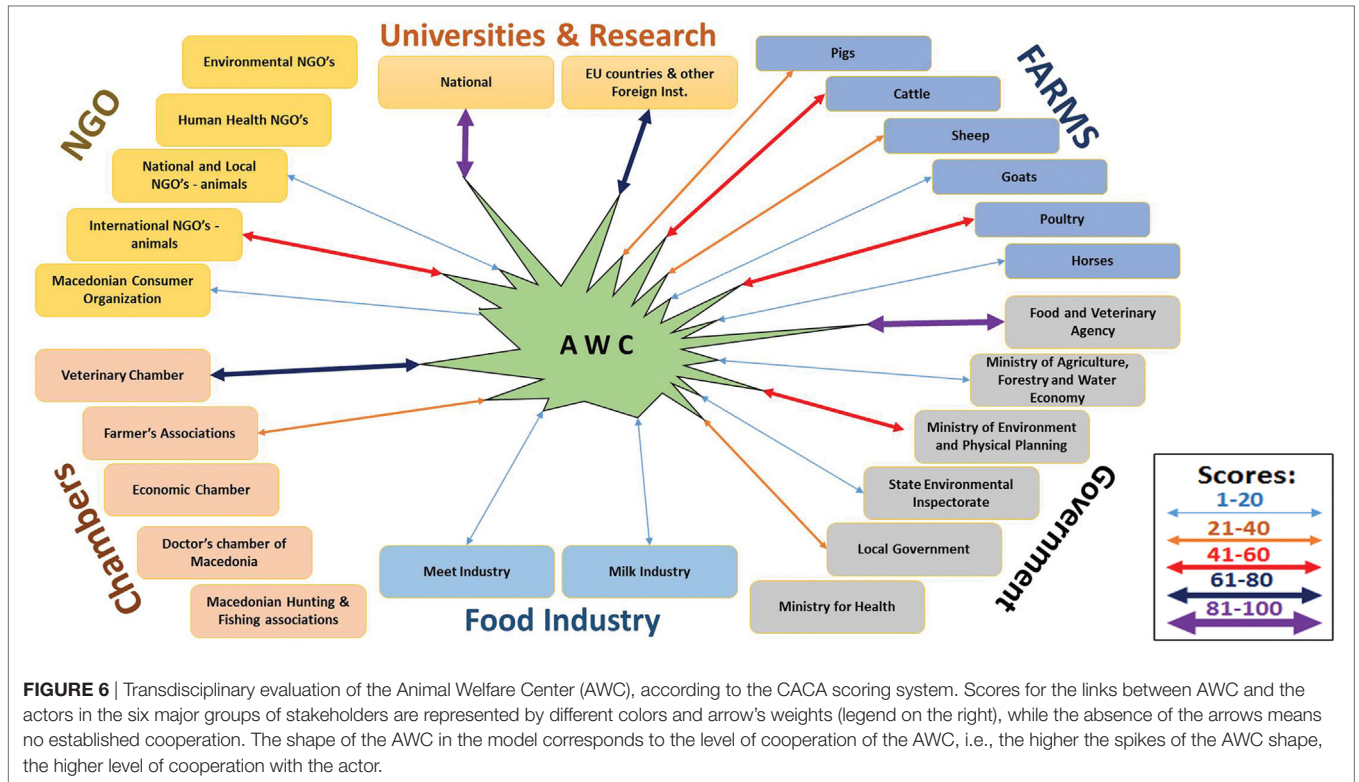 Universities & Research
National
EU countries & other
Foreign Inst.
NGO
Environmental NGO's
Human Health NGO's
National and Local
NGO's - animals
International NGO's -
animals
Macedonian Consumer
Organization
FARMS
Pigs
Cattle
Sheep
Goats
Poultry
Horses
AWC
Food and Veterinary
Agency
Ministry of Agriculture,
Forestry and Water
Economy
Ministry of Environment
and Physical Planning
State Environmental
Inspectorate
Local Government
Ministry for Health
Government
Veterinary Chamber
Farmer's Associations
Economic Chamber
Doctor's chamber of
Macedonia
Macedonian Hunting &
Fishing associations
Chambers
Meet Industry
Milk Industry
Food Industry
Scores:
1-20
21-40
41-60
61-80
81-100
FIGURE 6 | Transdisciplinary evaluation of the Animal Welfare Center (AWC), according to the CACA scoring system. Scores for the links between AWC and the
actors in the six major groups of stakeholders are represented by different colors and arrow's weights (legend on the right), while the absence of the arrows means
no established cooperation. The shape of the AWC in the model corresponds to the level of cooperation of the AWC, i.e., the higher the spikes of the AWC shape,
the higher level of cooperation with the actor.